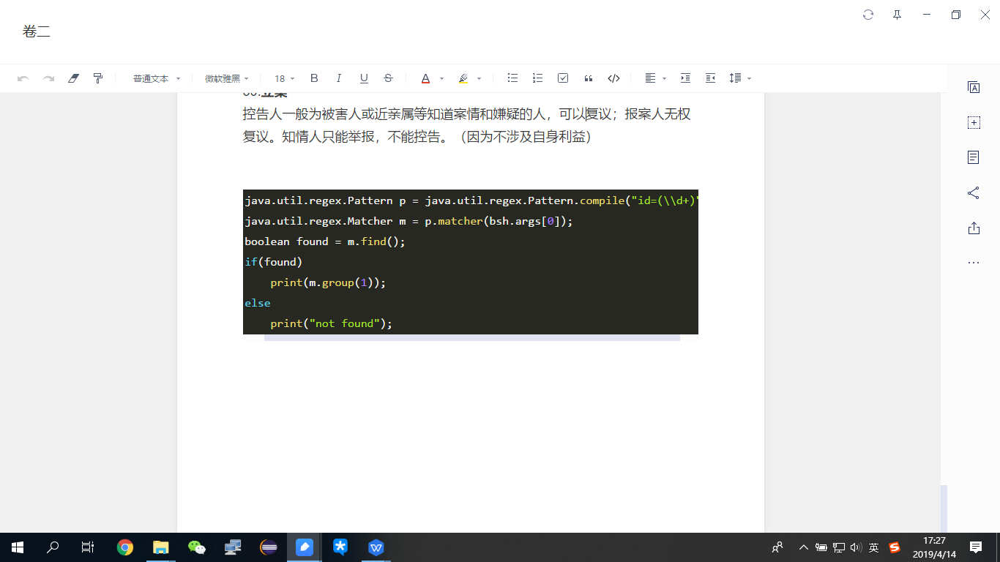 卷二
普通文本
微软雅黑
18
B
I
U
S
A
控告人一般为被害人或近亲属等知道案情和嫌疑的人，可以复议；报案人无权
复议。知情人只能举报，不能控告。（因为不涉及自身利益）
java.util.regex.Pattern p = java.util.regex.Pattern.compile("id=(\\d+)"
java.util.regex.Matcher m = p.matcher(bsh.args[0]);
boolean found = m.find();
if(found)
    print(m.group(1));
else
    print("not found");
英
17:27
2019/4/14